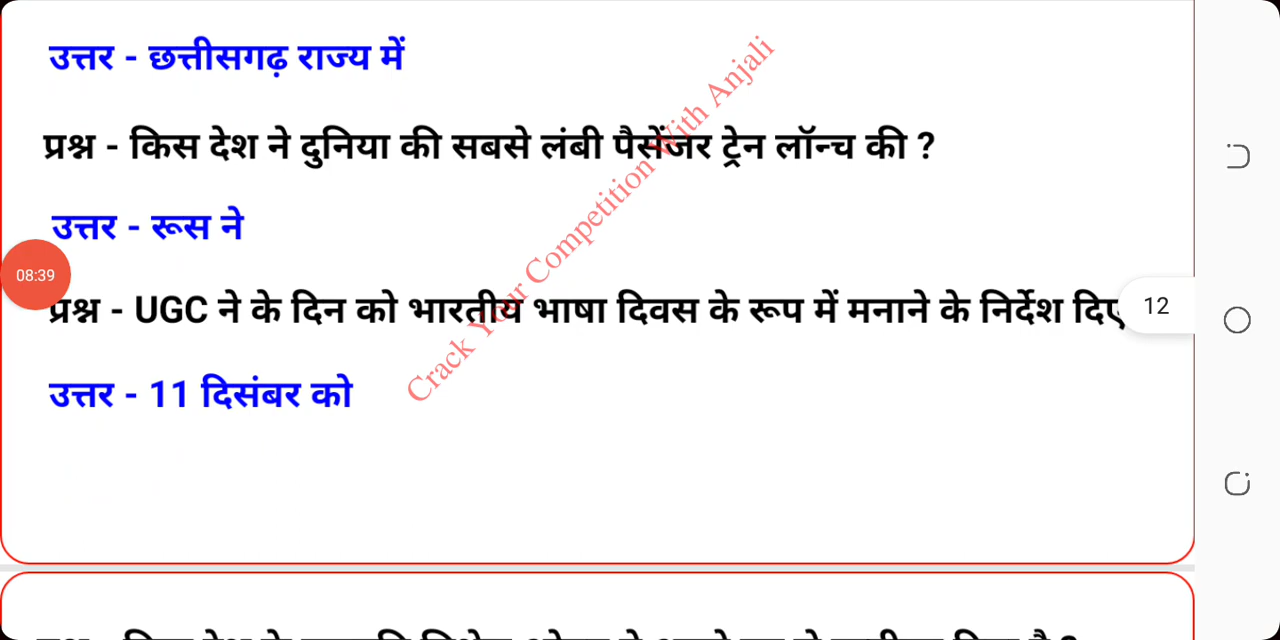 उत्तर - छत्तीसगढ़ राज्य में
प्रश्न - किस देश ने दुनिया की सबसे लंबी पैसेंजर ट्रेन लॉन्च की ?
उत्तर - रूस ने
08:39
प्रश्न - UGC ने के दिन को भारतीय भाषा दिवस के रूप में मनाने के निर्देश दिए
12
उत्तर - 11 दिसंबर को
Crack Your Competition With Anjali